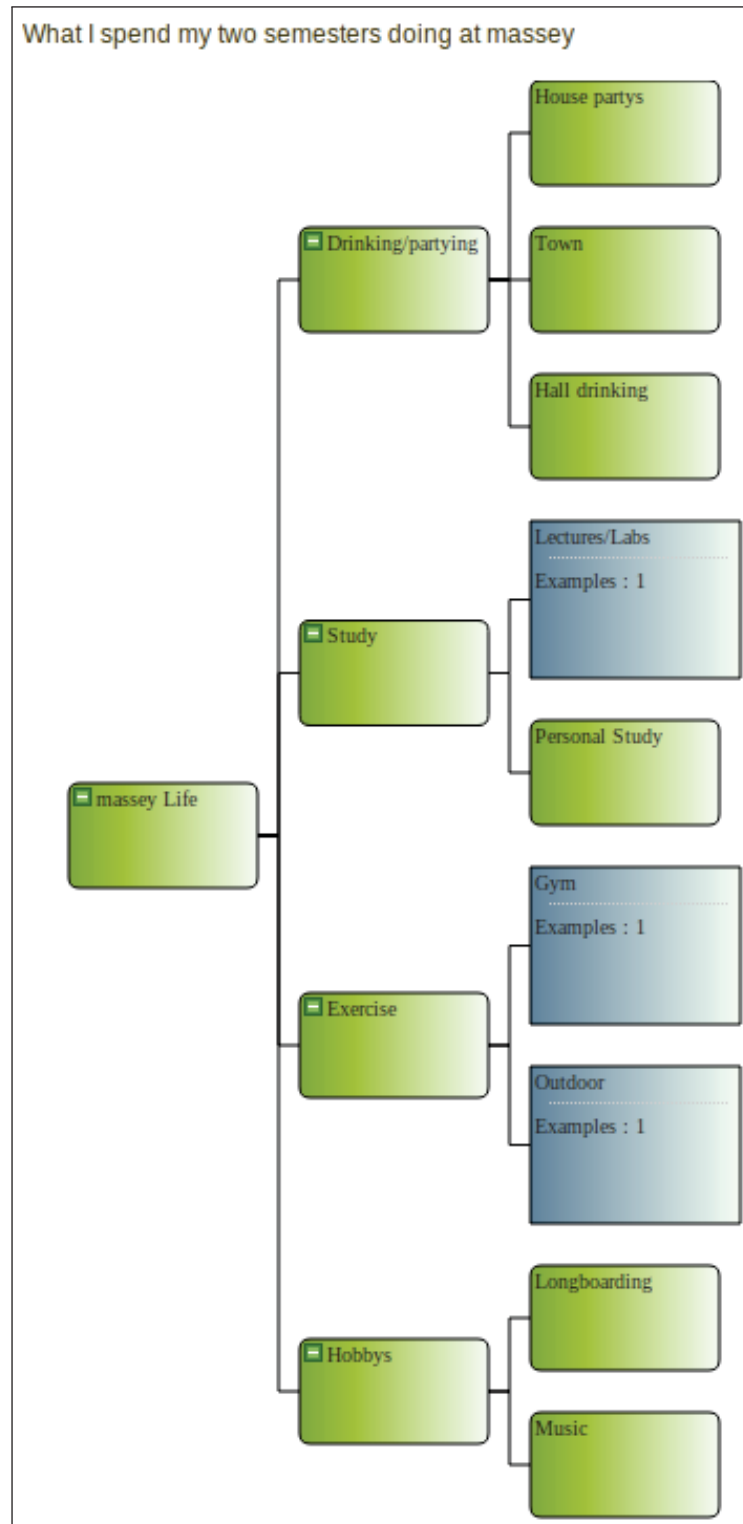 What I spend my two semesters doing at massey
House partys
Drinking/partying
Town
Hall drinking
Lectures/Labs
Examples : 1
Study
Personal Study
massey Life
Gym
Examples : 1
Exercise
Outdoor
Examples : 1
Longboarding
Hobbys
Music